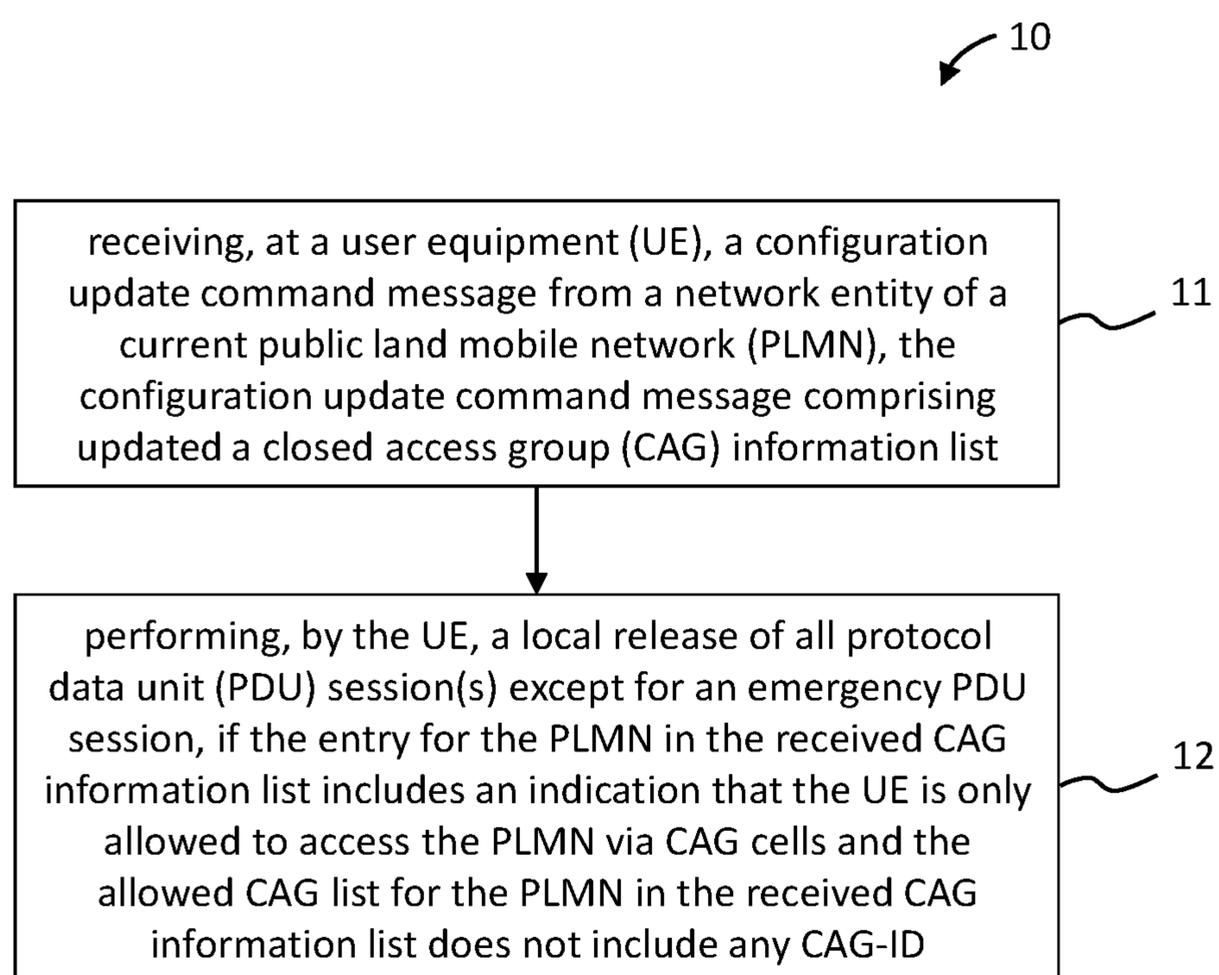 10
receiving, at a user equipment (UE), a configuration
update command message from a network entity of a
current public land mobile network (PLMN), the
configuration update command message comprising
updated a closed access group (CAG) information list
11
performing, by the UE, a local release of all protocol
data unit (PDU) session(s) except for an emergency PDU
session, if the entry for the PLMN in the received CAG
information list includes an indication that the UE is only
allowed to access the PLMN via CAG cells and the
allowed CAG list for the PLMN in the received CAG
information list does not include any CAG-ID
12